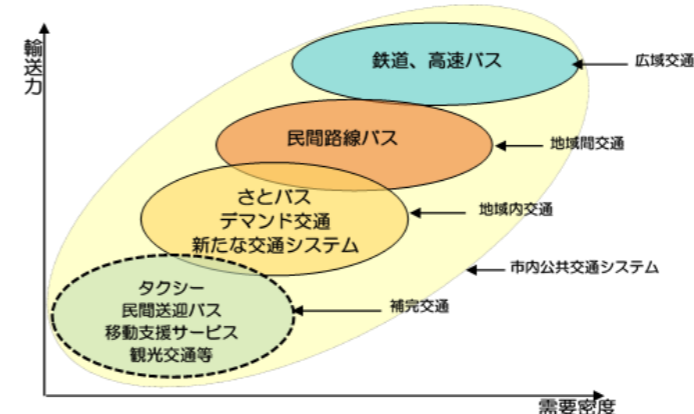 輸送力
鉄道、高速バス
広域交通
民間路線バス
地域間交通
さとバス
デマンド交通
新たな交通システム
地域内交通
市内公共交通システム
タクシー
民間送迎バス
移動支援サービス
観光交通等
補完交通
需要密度